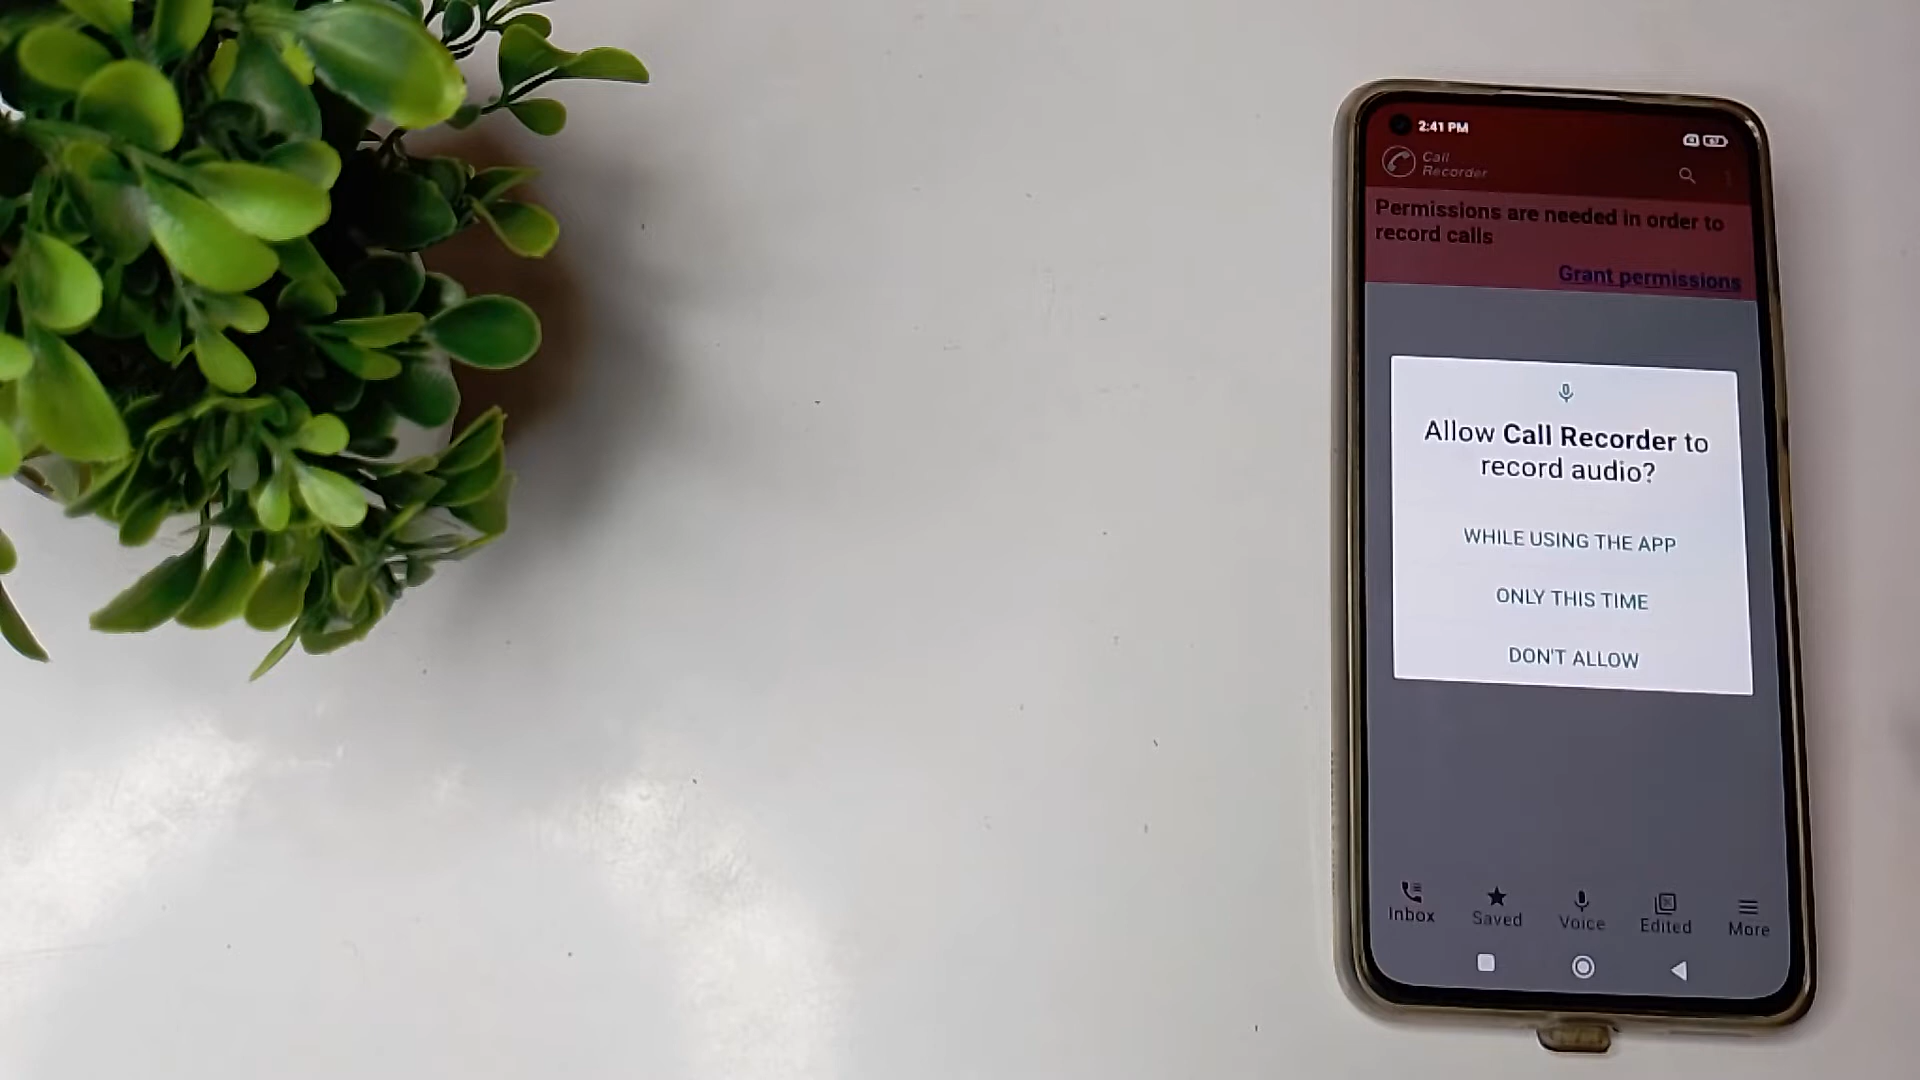 2:41 PM
Call
Recorder
Permissions are needed in order to
record calls
Grant permissions
Allow Call Recorder to
record audio?
WHILE USING THE APP
ONLY THIS TIME
DON'T ALLOW
Inbox Saved Voice Edited More